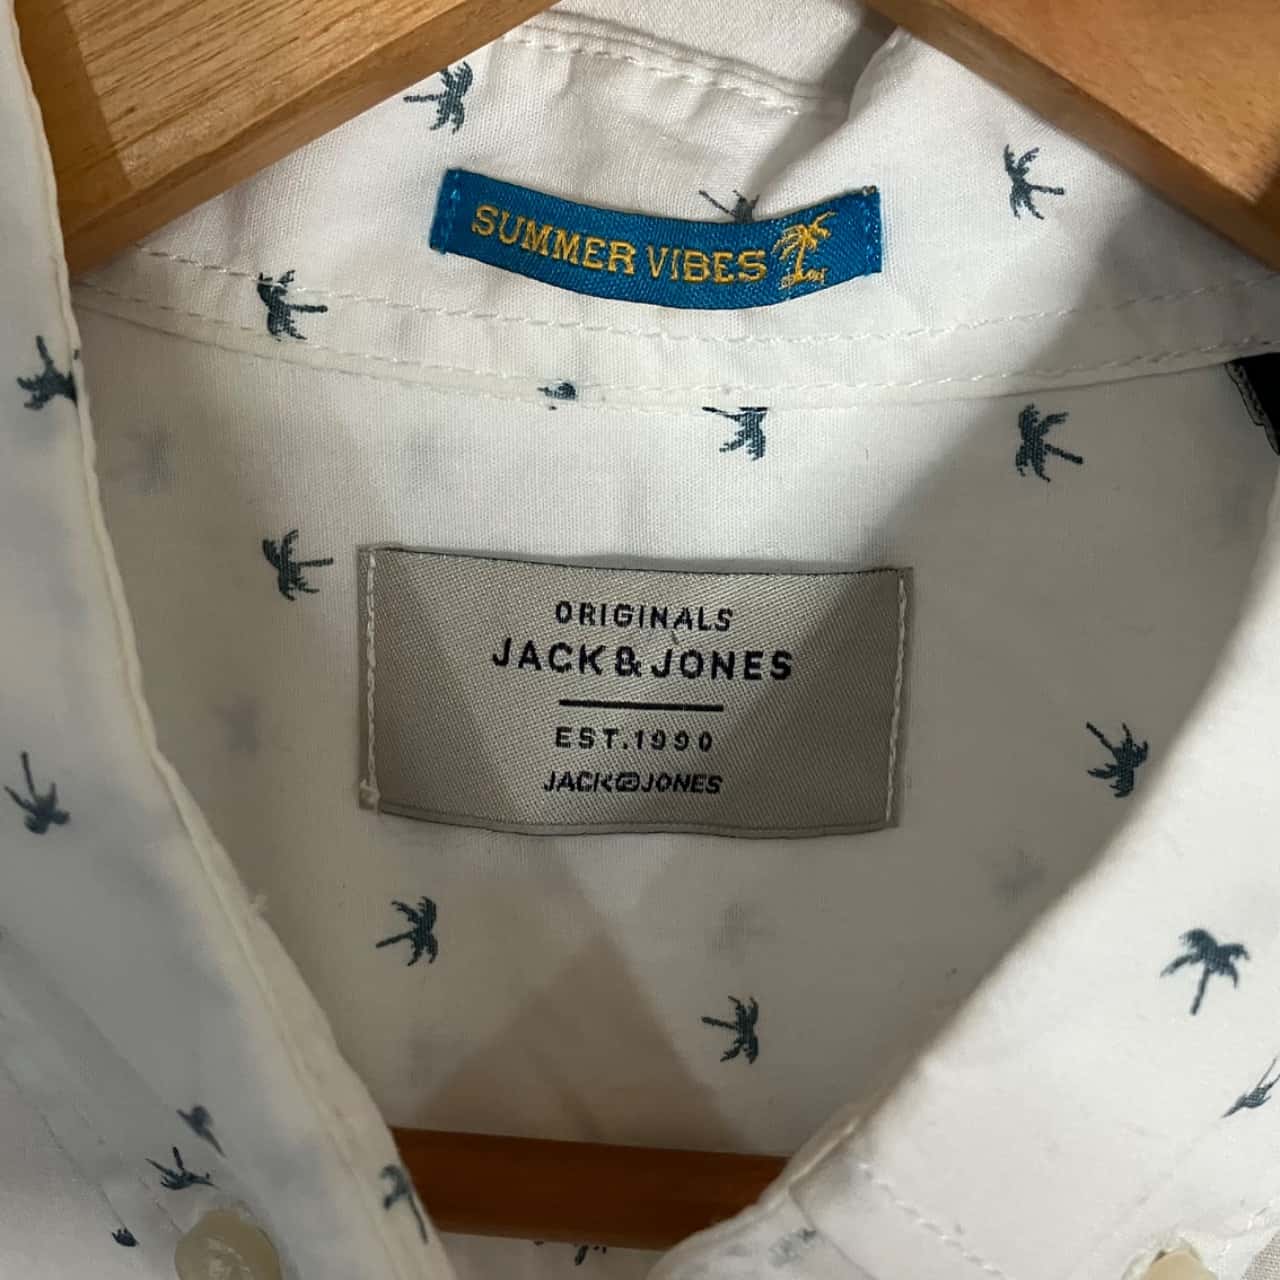 SUMMER VIBES
ORIGINALS
JACK & JONES
EST.1990
JACK & JONES